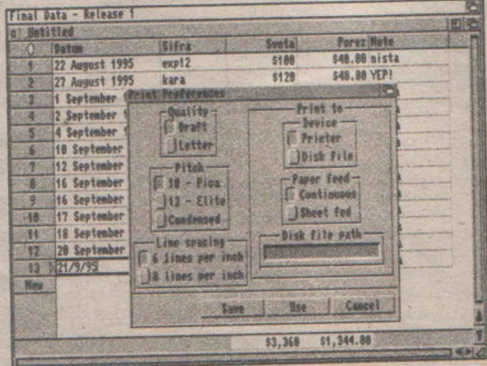 Final Data - Release 1
Untitled
Datum Sifra Svota Porez Note
1 22 August 1995 exp12 $100 $40.00 nista
2 27 August 1995 kara $120 $48.00 YEP!
3 1 September
4 2 September
5 4 September
6 10 September
7 12 September
8 16 September
9 16 September
10 17 September
11 18 September
12 20 September
13 21/9/95
New
Print Preferences
Quality
Draft
Letter
Pitch
10 - Pica
12 - Elite
Condensed
Line spacing
6 lines per inch
8 lines per inch
Print to
Device
Printer
Disk file
Paper feed
Continuous
Sheet fed
Disk file path
Save Use Cancel
$3,360 $1,344.00